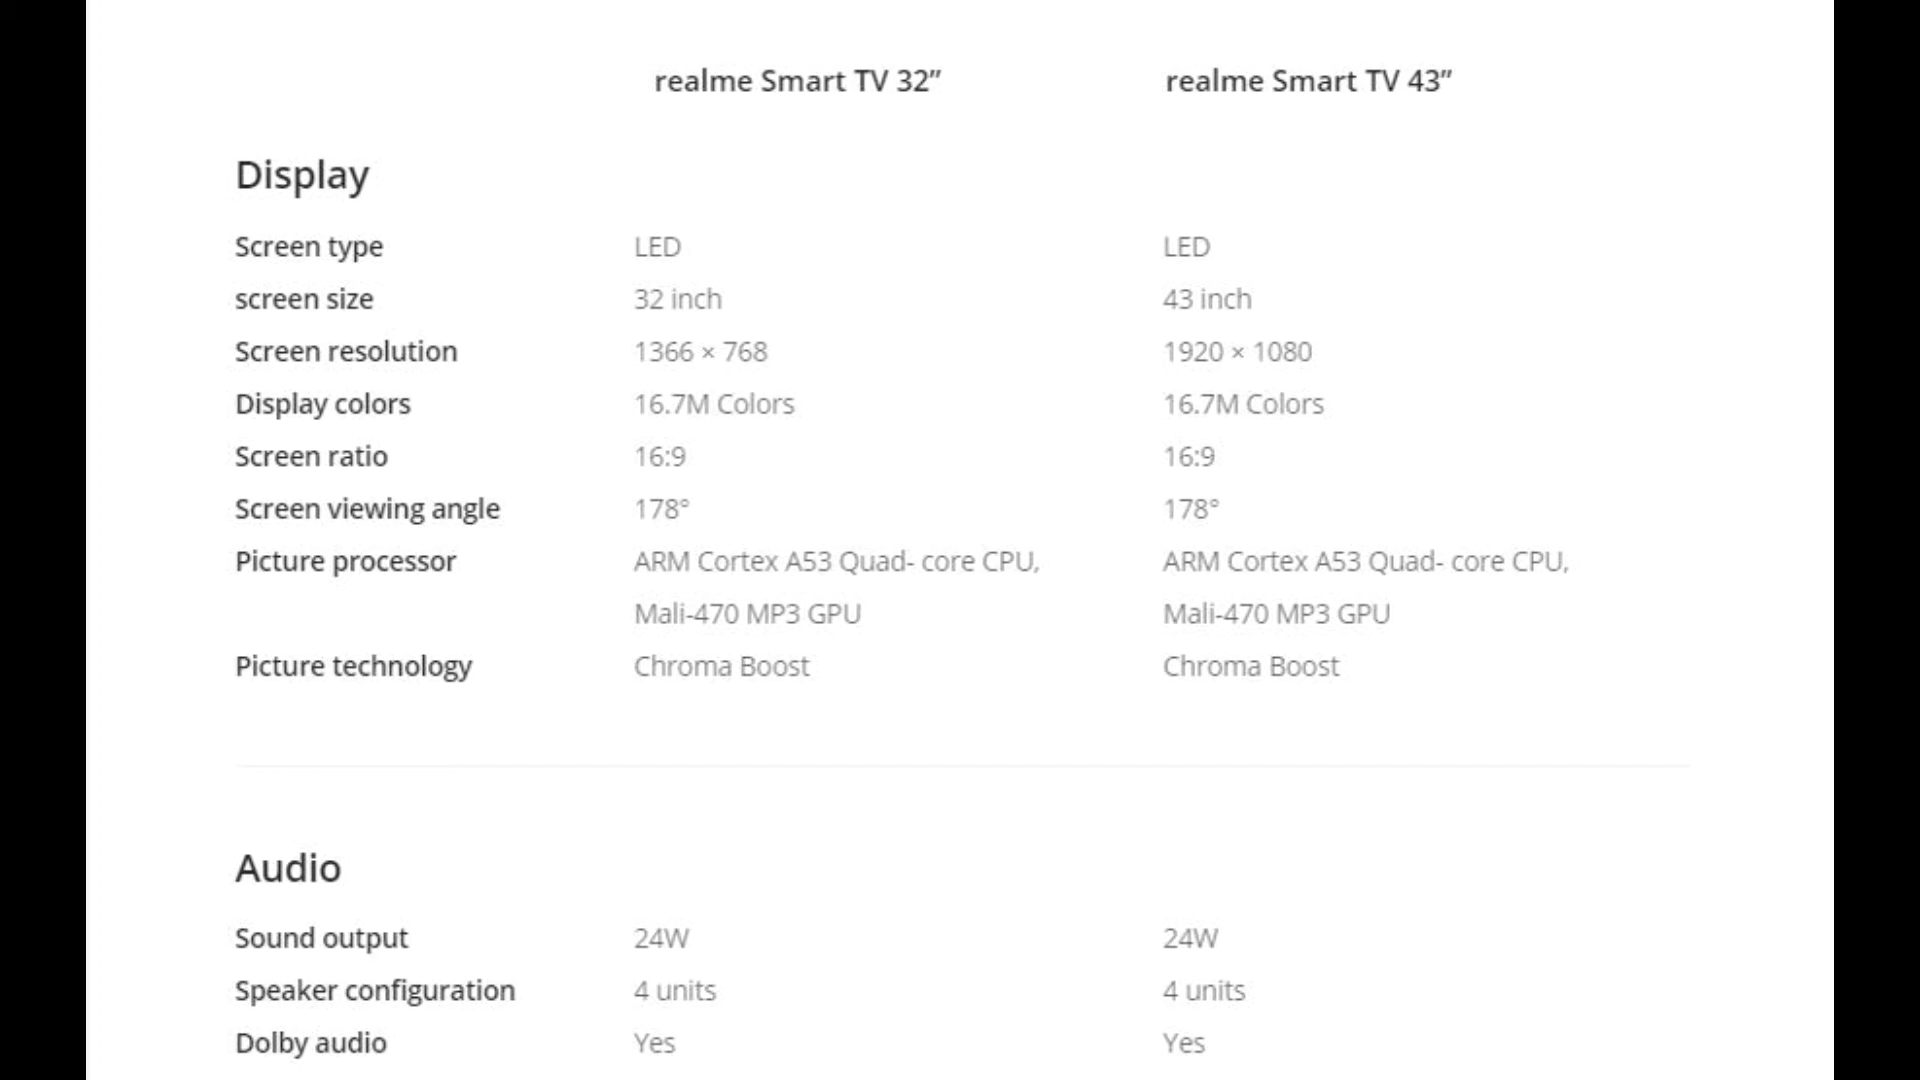 realme Smart TV 32” realme Smart TV 43”
Display
Screen type LED LED
screen size 32 inch 43 inch
Screen resolution 1366 × 768 1920 × 1080
Display colors 16.7M Colors 16.7M Colors
Screen ratio 16:9 16:9
Screen viewing angle 178° 178°
Picture processor ARM Cortex A53 Quad- core CPU, ARM Cortex A53 Quad- core CPU,
Mali-470 MP3 GPU Mali-470 MP3 GPU
Picture technology Chroma Boost Chroma Boost
Audio
Sound output 24W 24W
Speaker configuration 4 units 4 units
Dolby audio Yes Yes